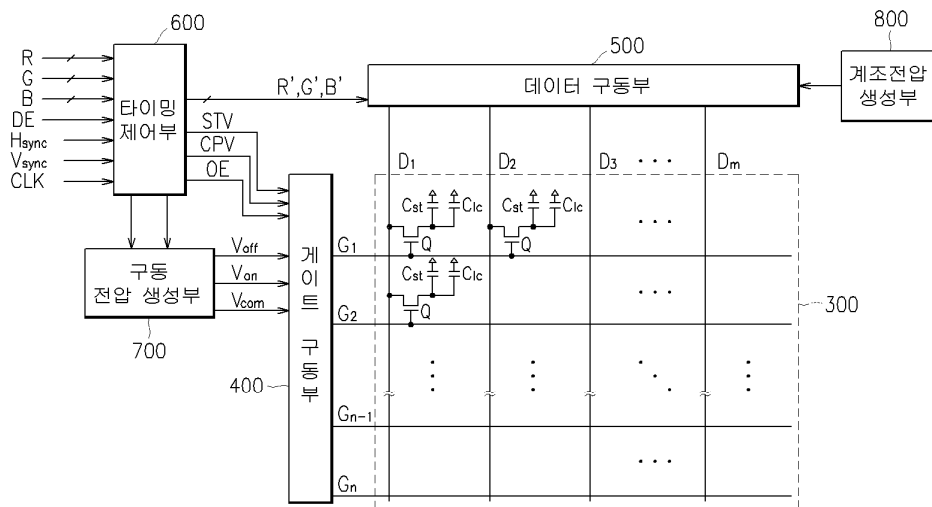 600
R
G
B
DE
Hsync
Vsync
CLK
타이밍
제어부
R',G',B'
STV
CPV
OE
500
데이터 구동부
800
계조전압
생성부
D1
D2
D3
...
Dm
구동
전압 생성부
700
Voff
Von
Vcom
게이트 구동부
400
G1
G2
Gn-1
Gn
Cst
Clc
Q
Cst
Clc
Q
Cst
Clc
Q
300